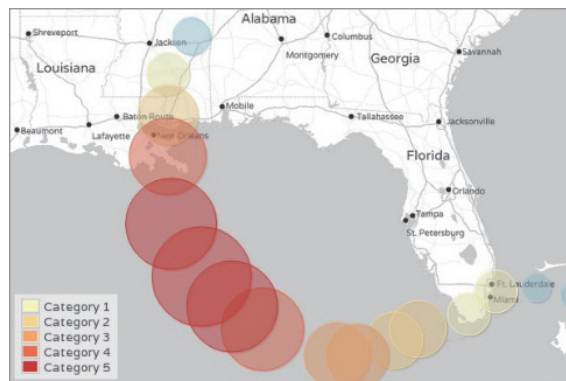 Alabama
Shreveport
Jackson
Columbus
Montgomery
Georgia
Savannah
Louisiana
Baton Rouge
Mobile
Tallahassee
Jacksonville
Beaumont
Lafayette
New Orleans
Florida
Orlando
Tampa
St. Petersburg
Ft. Lauderdale
Miami
Category 1
Category 2
Category 3
Category 4
Category 5